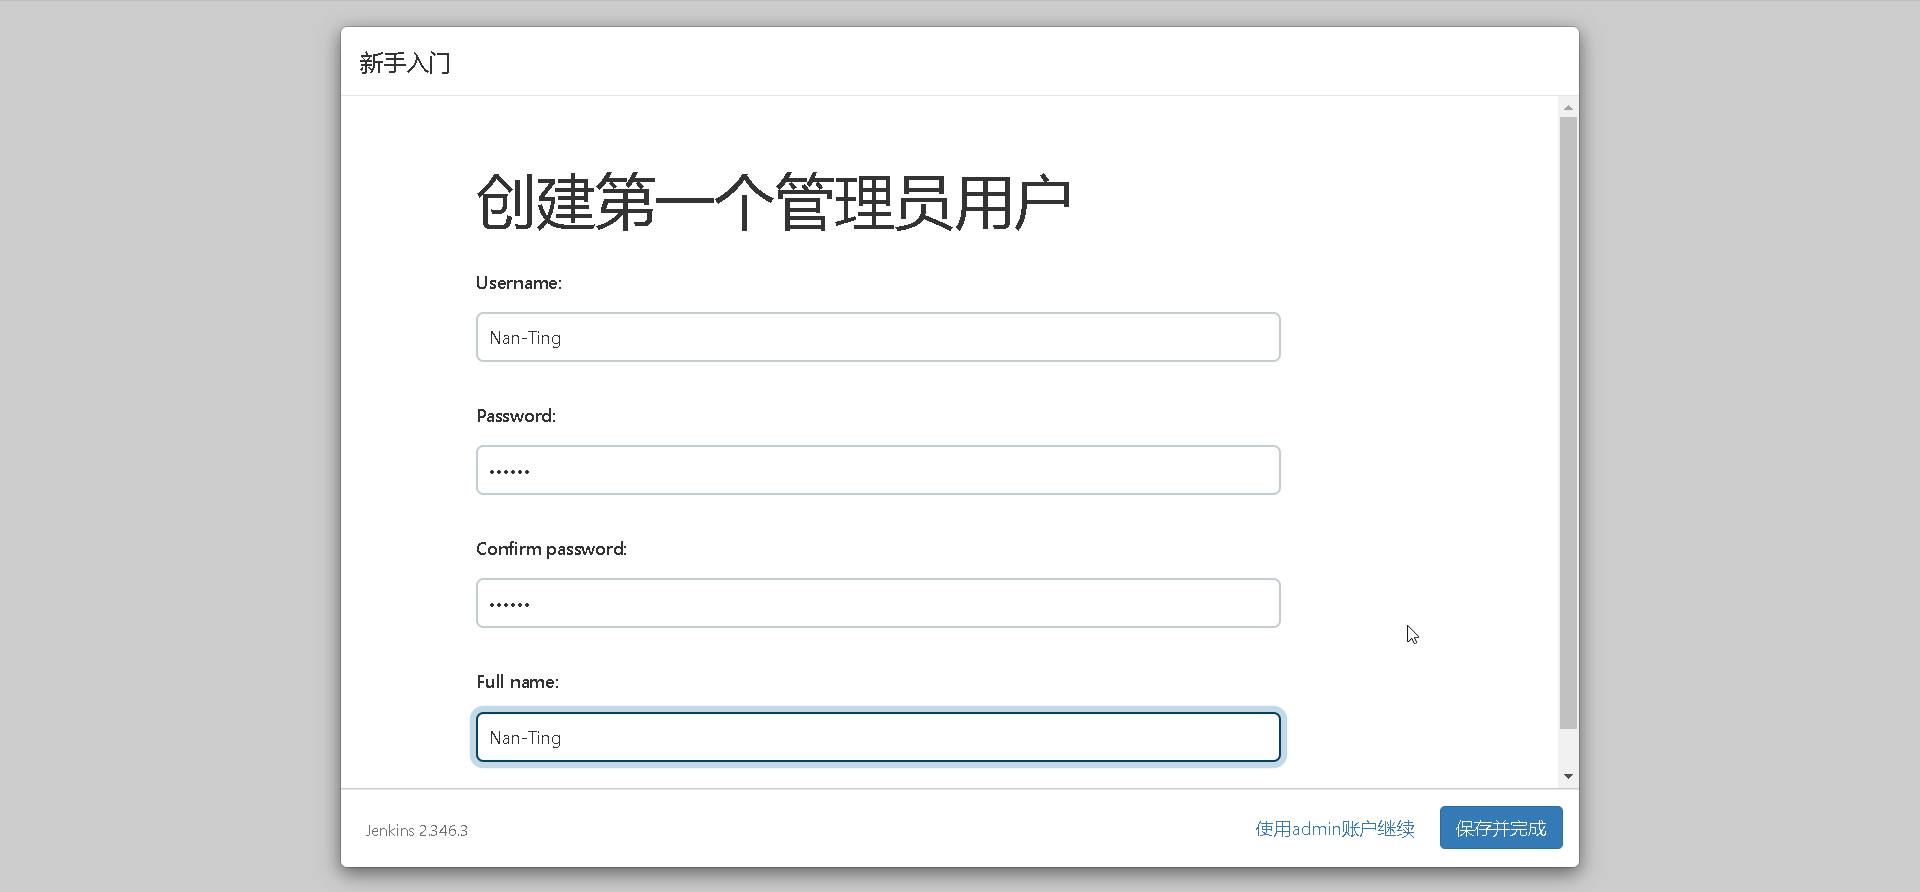 新手入门
创建第一个管理员用户
Username:
Nan-Ting
Password:
••••••
Confirm password:
••••••
Full name:
Nan-Ting
Jenkins 2.346.3
使用admin账户继续
保存并完成